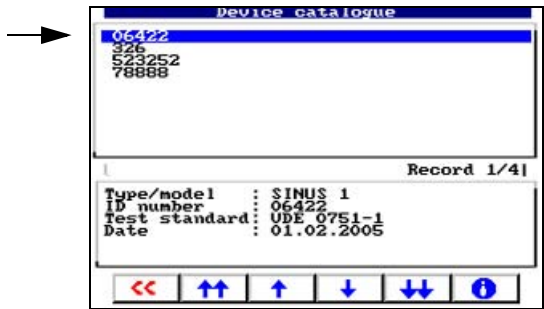 Device catalogue
06422
326
523252
78888
Record 1/4
Type/model : SINUS 1
ID number : 06422
Test standard: VDE 0751-1
Date : 01.02.2005
<<